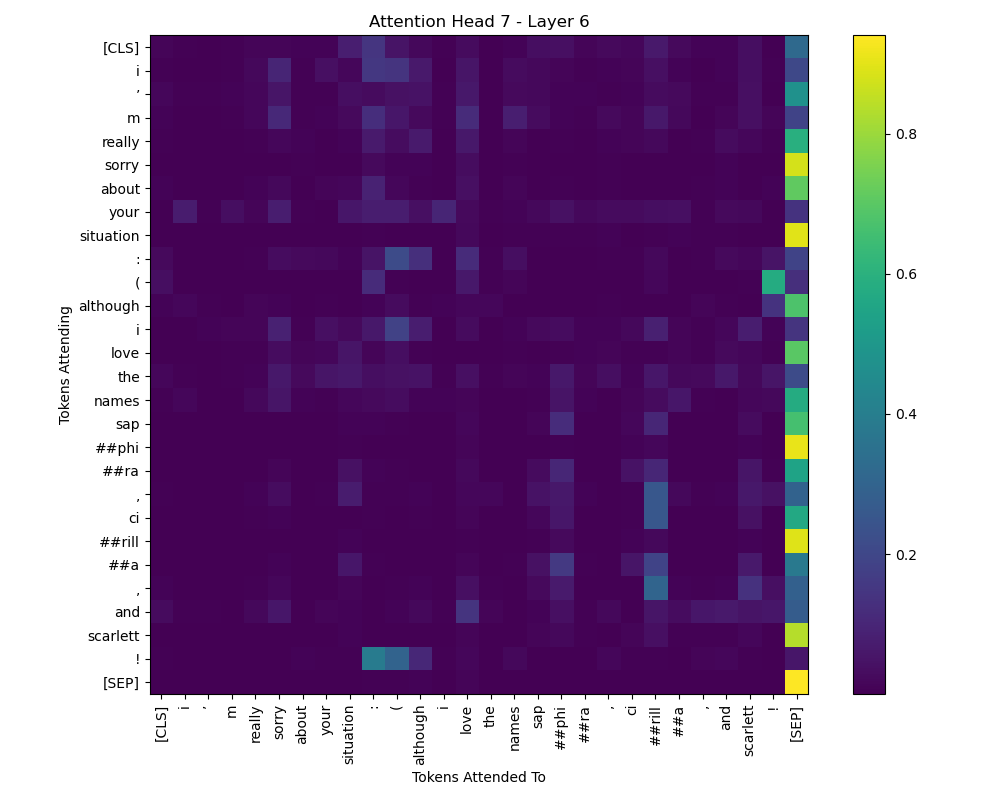 Attention Head 7 - Layer 6
Tokens Attending
[CLS]
i
’
m
really
sorry
about
your
situation
:
(
although
i
love
the
names
sap
##phi
##ra
,
ci
##rill
##a
,
and
scarlett
!
[SEP]
[CLS]
i
’
m
really
sorry
about
your
situation
:
(
although
i
love
the
names
sap
##phi
##ra
,
ci
##rill
##a
,
and
scarlett
!
[SEP]
Tokens Attended To
0.8
0.6
0.4
0.2